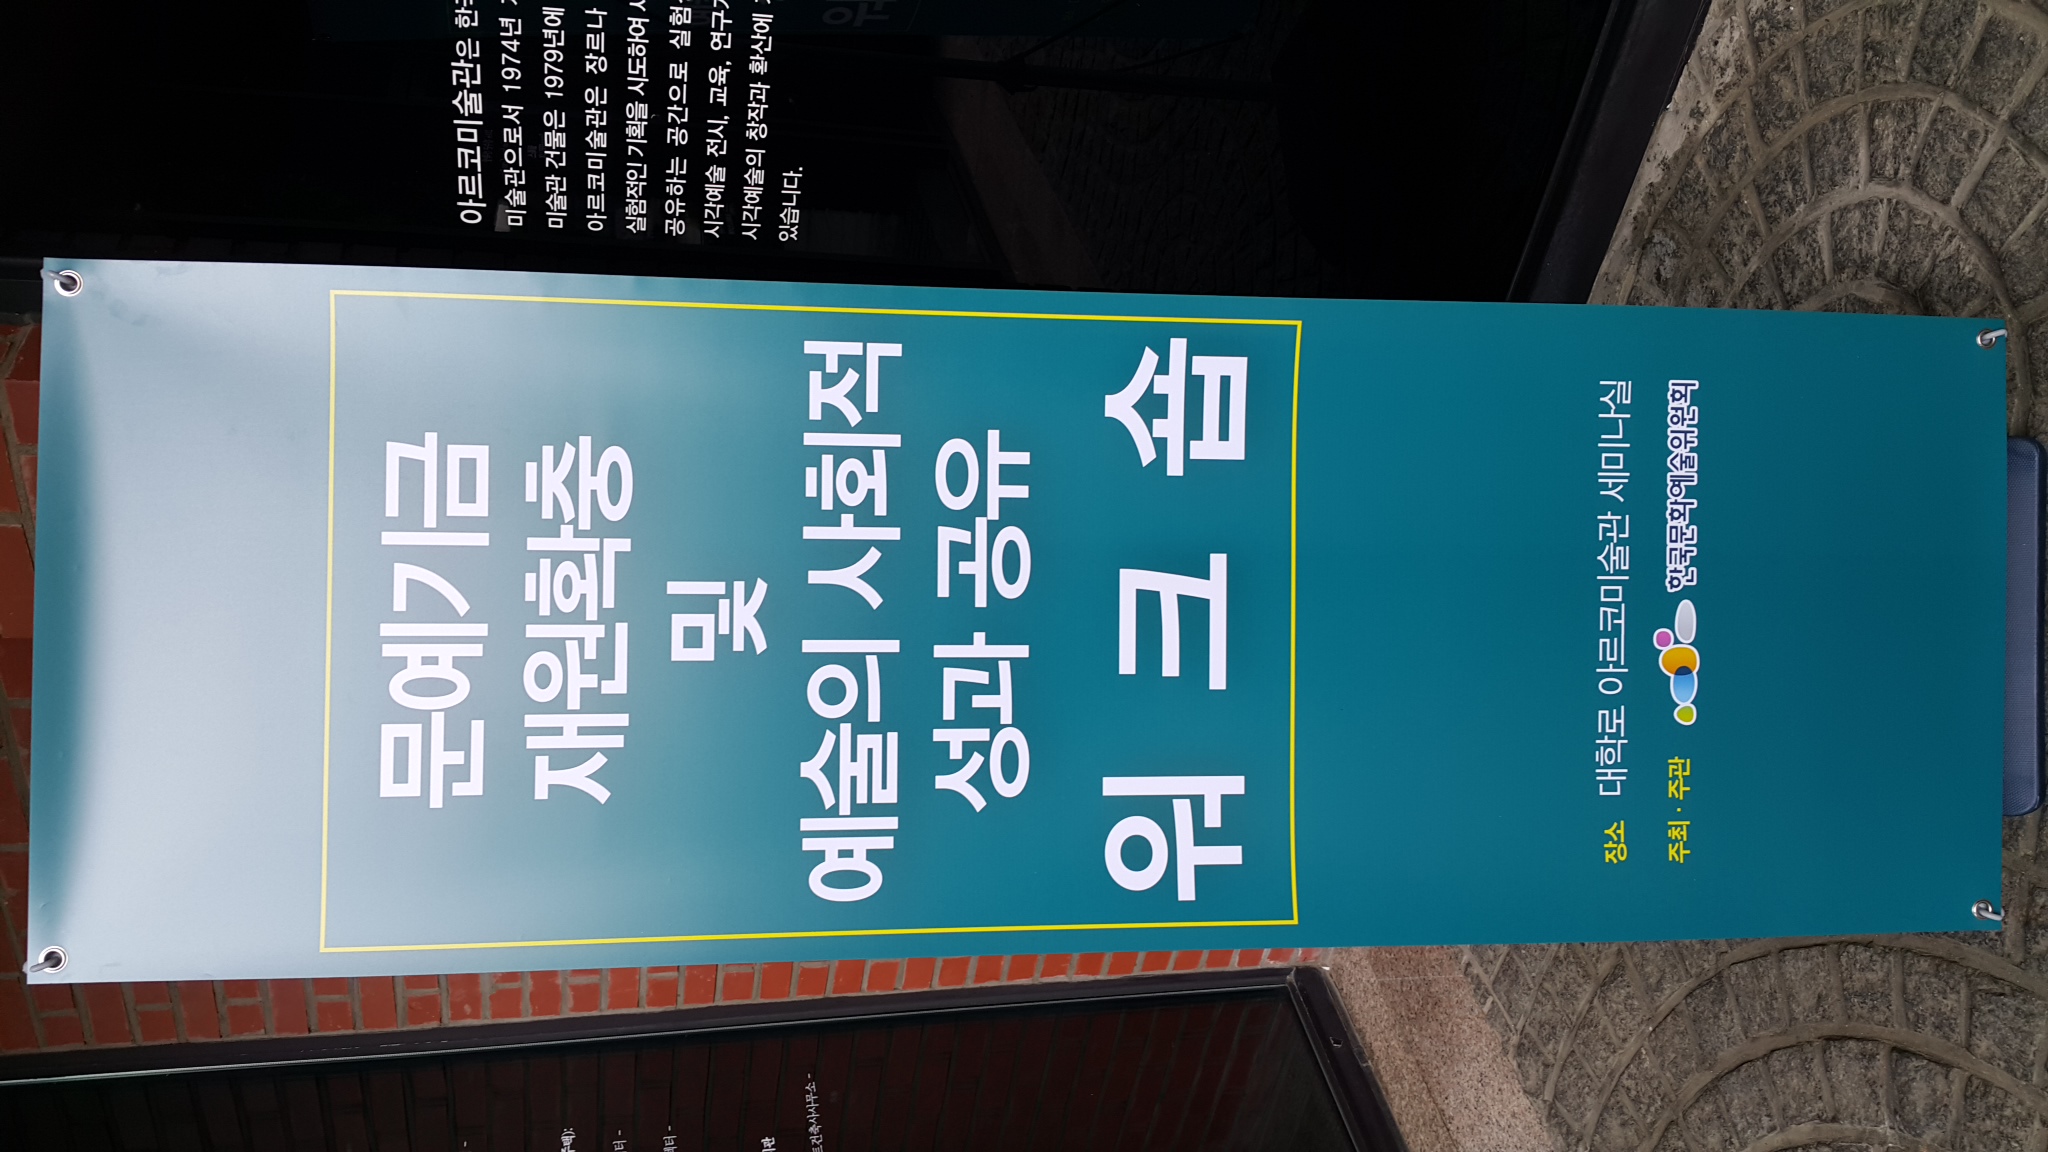 문예기금
재원확충
및
예술의 사회적
성과 공유
워크숍
장소 대학로 아르코미술관 세미나실
주최·주관 한국문화예술위원회
아르코미술관은
미술관으로서 1974년
미술관 건물은 1979년에
아르코미술관은 장르나
실험적인 기획을 시도하여
공유하는 공간으로
시각예술 전시, 교육,
시각예술의 창작과 확산에
있습니다.